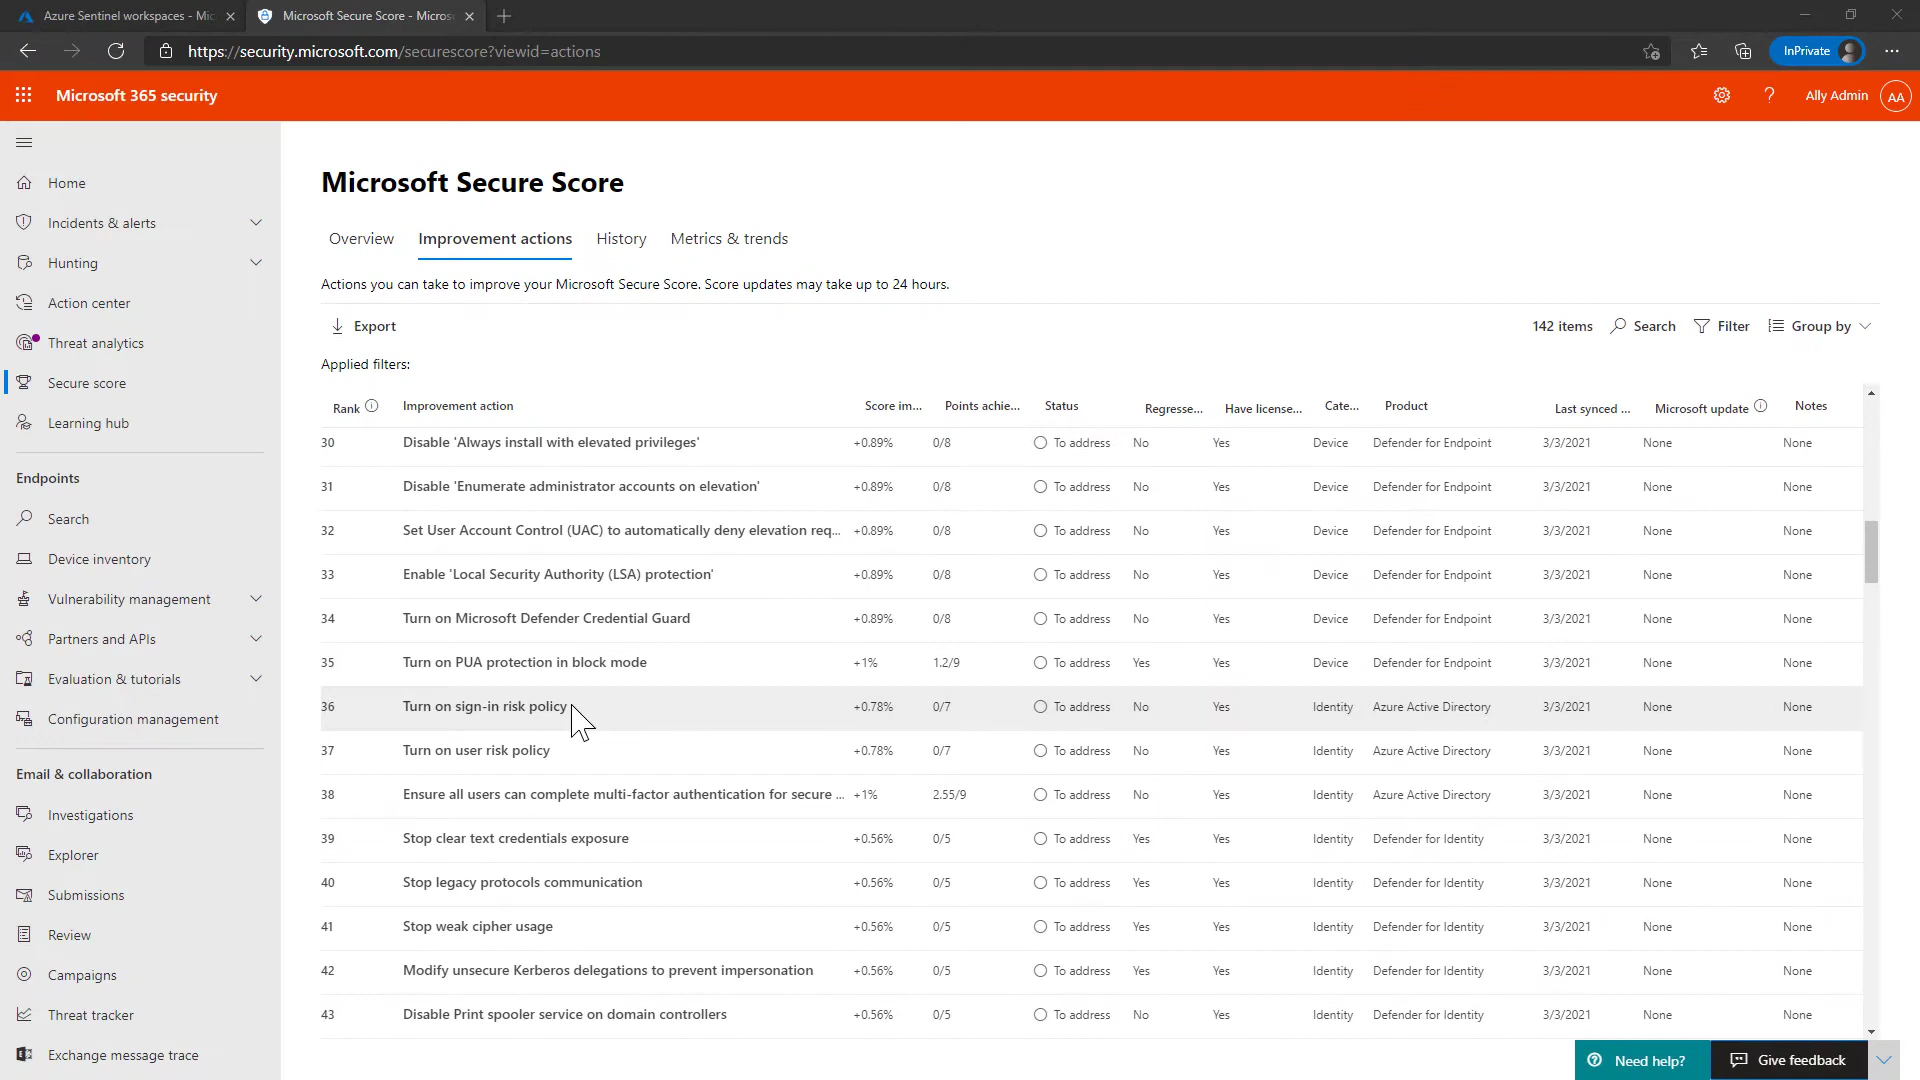 Azure Sentinel workspaces - Mic
Microsoft Secure Score - Micros
https://security.microsoft.com/securescore?viewid=actions
InPrivate
Microsoft 365 security
Ally Admin
AA
Home
Incidents & alerts
Hunting
Action center
Threat analytics
Secure score
Learning hub
Endpoints
Search
Device inventory
Vulnerability management
Partners and APIs
Evaluation & tutorials
Configuration management
Email & collaboration
Investigations
Explorer
Submissions
Review
Campaigns
Threat tracker
Exchange message trace
Microsoft Secure Score
Overview Improvement actions History Metrics & trends
Actions you can take to improve your Microsoft Secure Score. Score updates may take up to 24 hours.
Export 142 items Search Filter Group by
Applied filters:
Rank Improvement action Score im... Points achie... Status Regresse... Have license... Cate... Product Last synced ... Microsoft update Notes
30 Disable 'Always install with elevated privileges' +0.89% 0/8 To address No Yes Device Defender for Endpoint 3/3/2021 None None
31 Disable 'Enumerate administrator accounts on elevation' +0.89% 0/8 To address No Yes Device Defender for Endpoint 3/3/2021 None None
32 Set User Account Control (UAC) to automatically deny elevation req... +0.89% 0/8 To address No Yes Device Defender for Endpoint 3/3/2021 None None
33 Enable 'Local Security Authority (LSA) protection' +0.89% 0/8 To address No Yes Device Defender for Endpoint 3/3/2021 None None
34 Turn on Microsoft Defender Credential Guard +0.89% 0/8 To address No Yes Device Defender for Endpoint 3/3/2021 None None
35 Turn on PUA protection in block mode +1% 1.2/9 To address Yes Yes Device Defender for Endpoint 3/3/2021 None None
36 Turn on sign-in risk policy +0.78% 0/7 To address No Yes Identity Azure Active Directory 3/3/2021 None None
37 Turn on user risk policy +0.78% 0/7 To address No Yes Identity Azure Active Directory 3/3/2021 None None
38 Ensure all users can complete multi-factor authentication for secure ... +1% 2.55/9 To address No Yes Identity Azure Active Directory 3/3/2021 None None
39 Stop clear text credentials exposure +0.56% 0/5 To address Yes Yes Identity Defender for Identity 3/3/2021 None None
40 Stop legacy protocols communication +0.56% 0/5 To address Yes Yes Identity Defender for Identity 3/3/2021 None None
41 Stop weak cipher usage +0.56% 0/5 To address Yes Yes Identity Defender for Identity 3/3/2021 None None
42 Modify unsecure Kerberos delegations to prevent impersonation +0.56% 0/5 To address Yes Yes Identity Defender for Identity 3/3/2021 None None
43 Disable Print spooler service on domain controllers +0.56% 0/5 To address No Yes Identity Defender for Identity 3/3/2021 None None
Need help? Give feedback